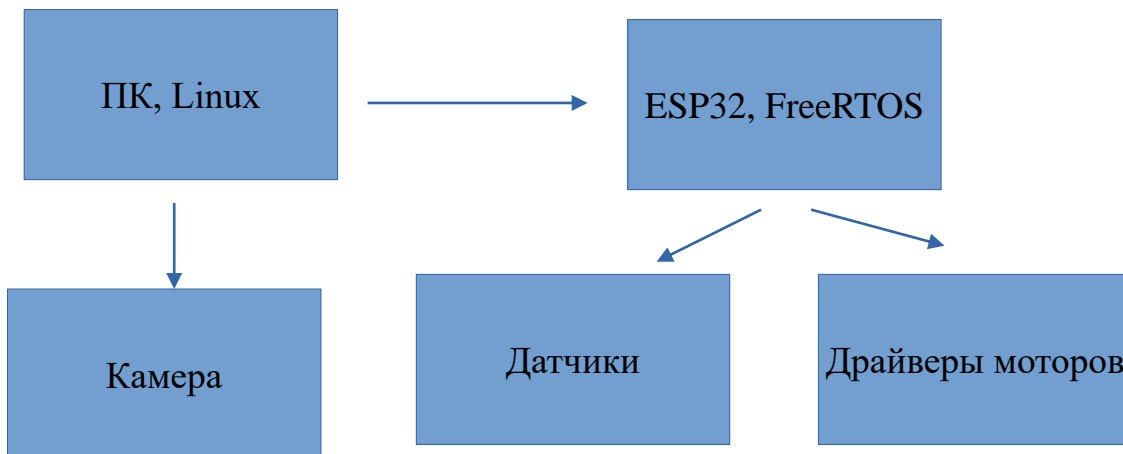 ПК, Linux
ESP32, FreeRTOS
Камера
Датчики
Драйверы моторов